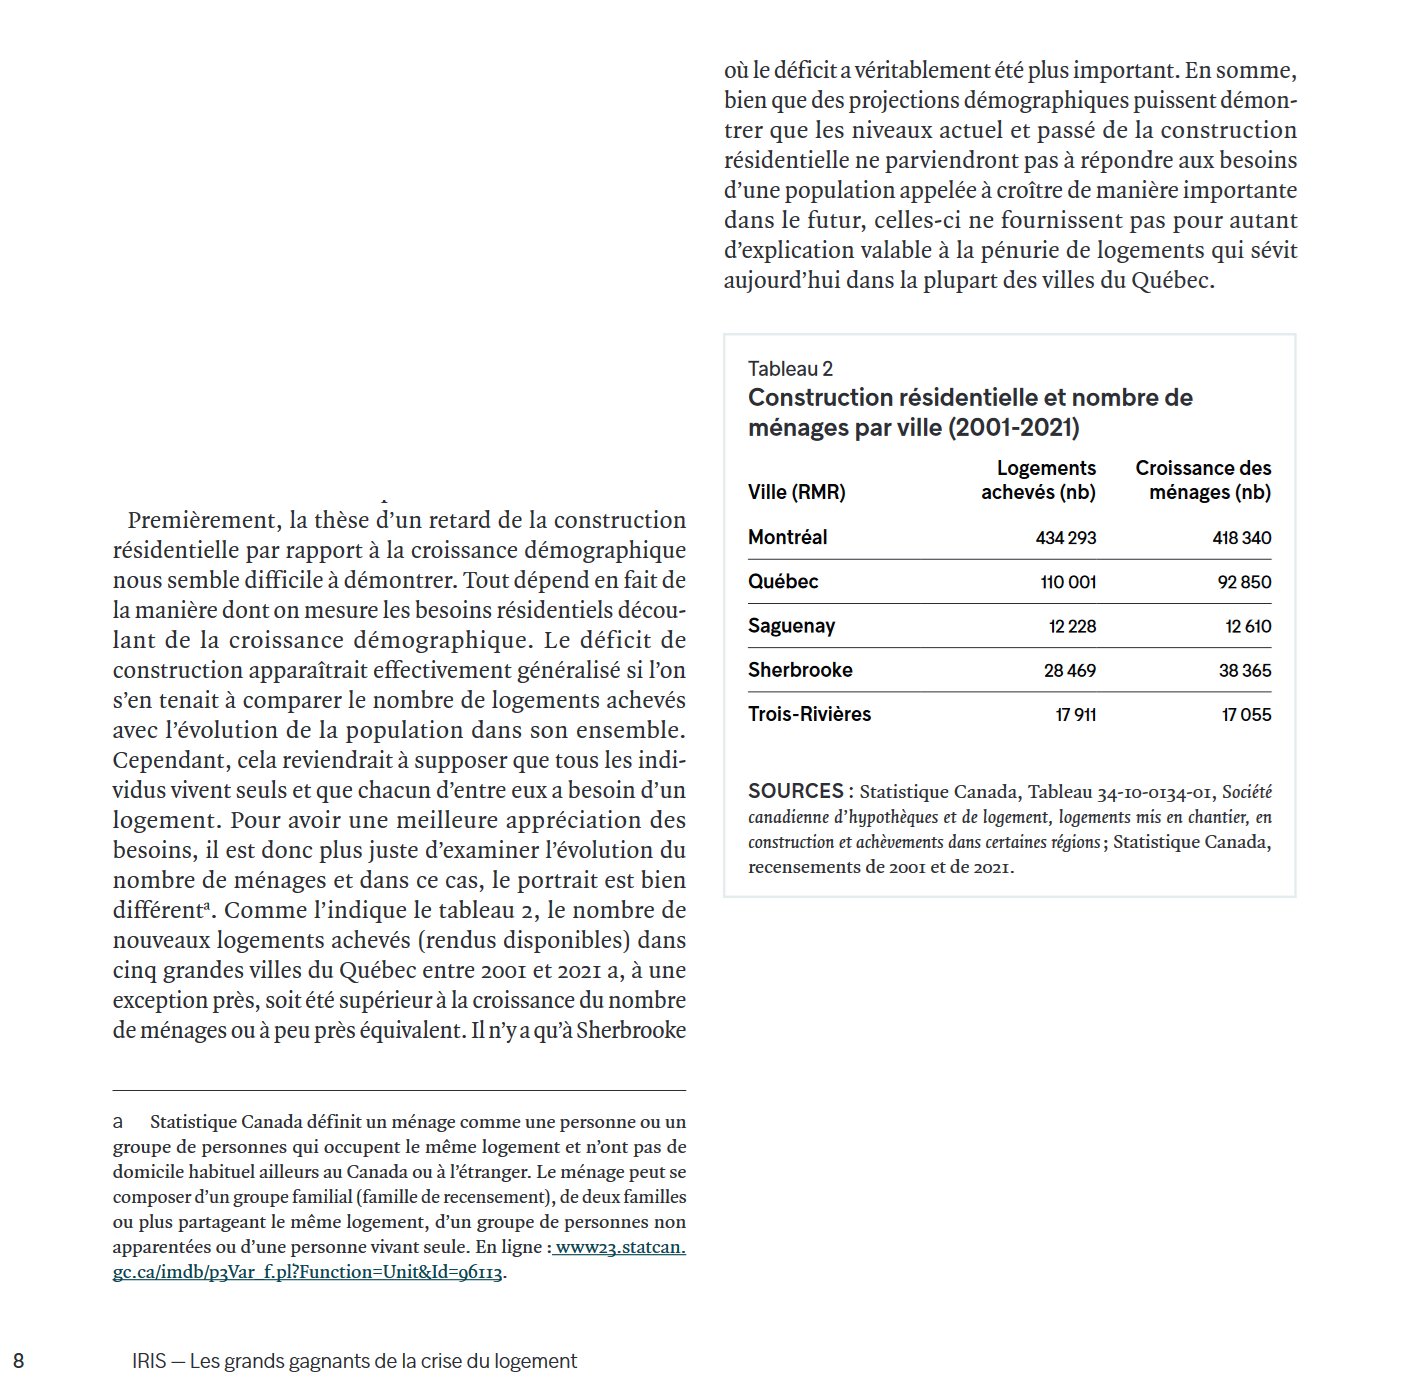 Premièrement, la thèse d’un retard de la construction
résidentielle par rapport à la croissance démographique
nous semble difficile à démontrer. Tout dépend en fait de
la manière dont on mesure les besoins résidentiels décou-
lant de la croissance démographique. Le déficit de
construction apparaîtrait effectivement généralisé si l’on
s’en tenait à comparer le nombre de logements achevés
avec l’évolution de la population dans son ensemble.
Cependant, cela reviendrait à supposer que tous les indi-
vidus vivent seuls et que chacun d’entre eux a besoin d’un
logement. Pour avoir une meilleure appréciation des
besoins, il est donc plus juste d’examiner l’évolution du
nombre de ménages et dans ce cas, le portrait est bien
différentᵃ. Comme l’indique le tableau 2, le nombre de
nouveaux logements achevés (rendus disponibles) dans
cinq grandes villes du Québec entre 2001 et 2021 a, à une
exception près, soit été supérieur à la croissance du nombre
de ménages ou à peu près équivalent. Il n’y a qu’à Sherbrooke
a Statistique Canada définit un ménage comme une personne ou un
groupe de personnes qui occupent le même logement et n’ont pas de
domicile habituel ailleurs au Canada ou à l’étranger. Le ménage peut se
composer d’un groupe familial (famille de recensement), de deux familles
ou plus partageant le même logement, d’un groupe de personnes non
apparentées ou d’une personne vivant seule. En ligne : www23.statcan.
gc.ca/imdb/p3Var_f.pl?Function=Unit&Id=96113.
où le déficit a véritablement été plus important. En somme,
bien que des projections démographiques puissent démon-
trer que les niveaux actuel et passé de la construction
résidentielle ne parviendront pas à répondre aux besoins
d’une population appelée à croître de manière importante
dans le futur, celles-ci ne fournissent pas pour autant
d’explication valable à la pénurie de logements qui sévit
aujourd’hui dans la plupart des villes du Québec.
Tableau 2
Construction résidentielle et nombre de
ménages par ville (2001-2021)
Logements Croissance des
Ville (RMR) achevés (nb) ménages (nb)
Montréal 434 293 418 340
Québec 110 001 92 850
Saguenay 12 228 12 610
Sherbrooke 28 469 38 365
Trois-Rivières 17 911 17 055
SOURCES : Statistique Canada, Tableau 34-10-0134-01, Société
canadienne d’hypothèques et de logement, logements mis en chantier, en
construction et achèvements dans certaines régions ; Statistique Canada,
recensements de 2001 et de 2021.
8 IRIS — Les grands gagnants de la crise du logement